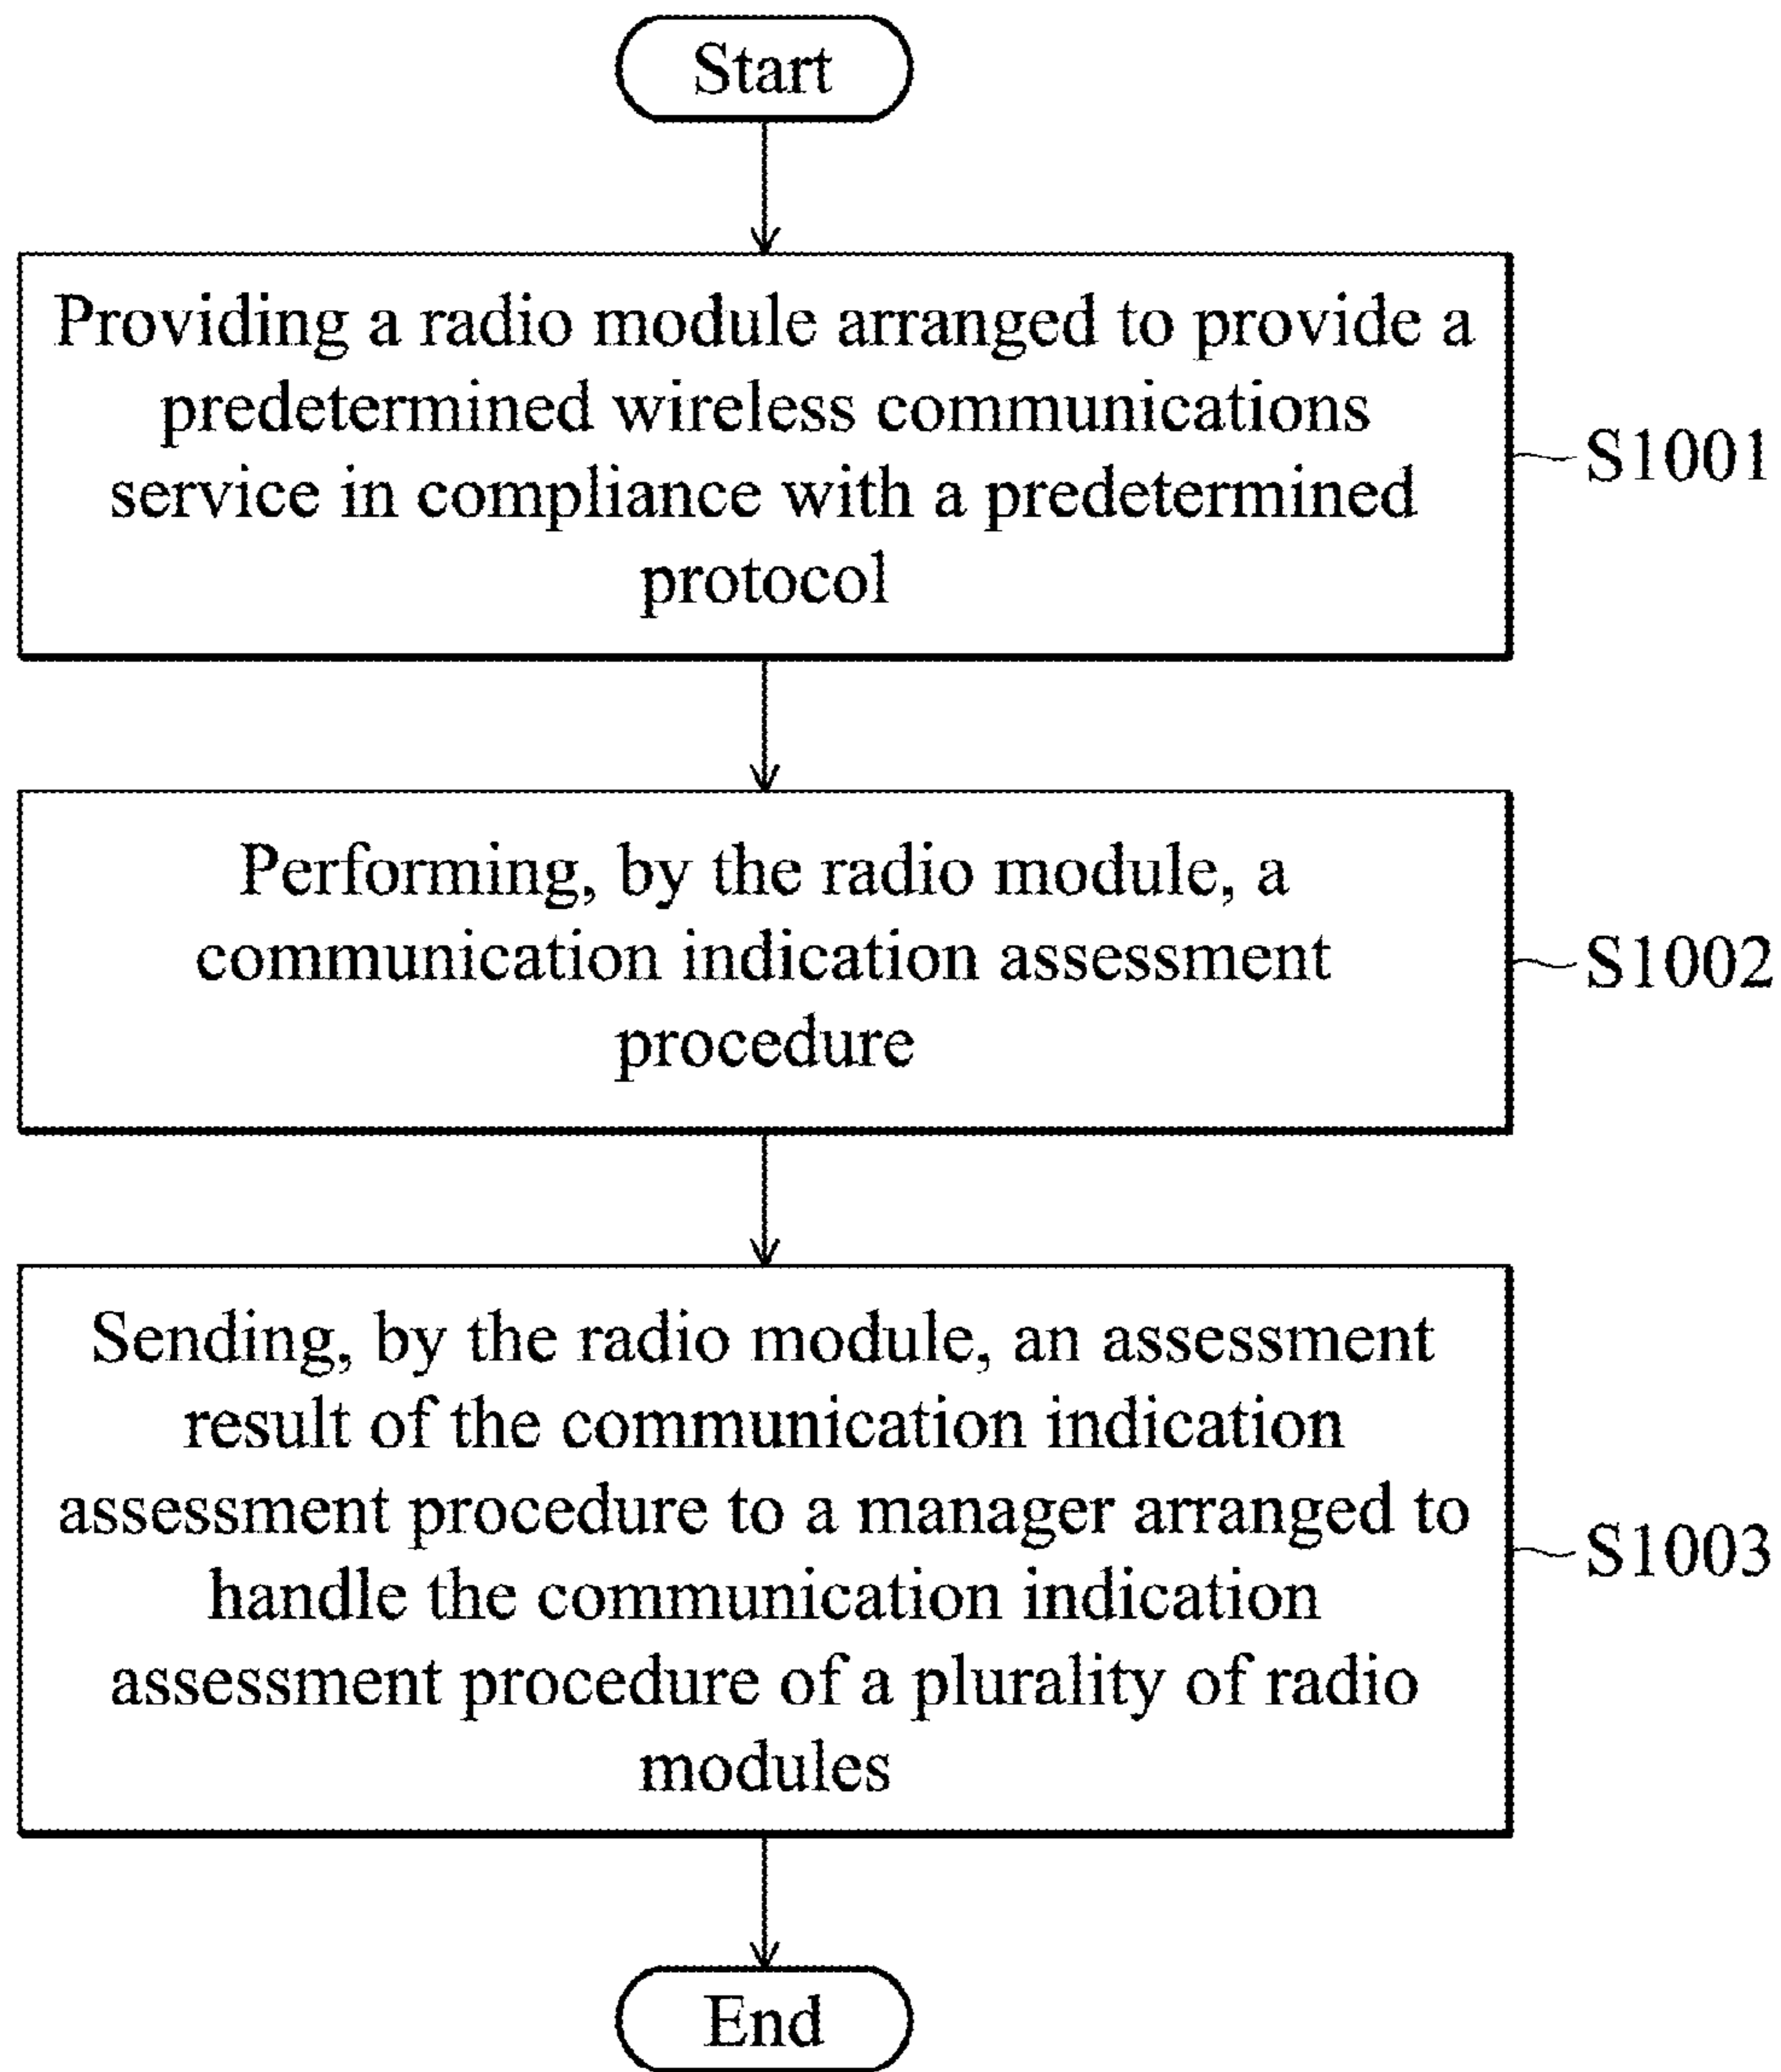 Start
Providing a radio module arranged to provide a
predetermined wireless communications
service in compliance with a predetermined
protocol
S1001
Performing, by the radio module, a
communication indication assessment
procedure
S1002
Sending, by the radio module, an assessment
result of the communication indication
assessment procedure to a manager arranged to
handle the communication indication
assessment procedure of a plurality of radio
modules
S1003
End